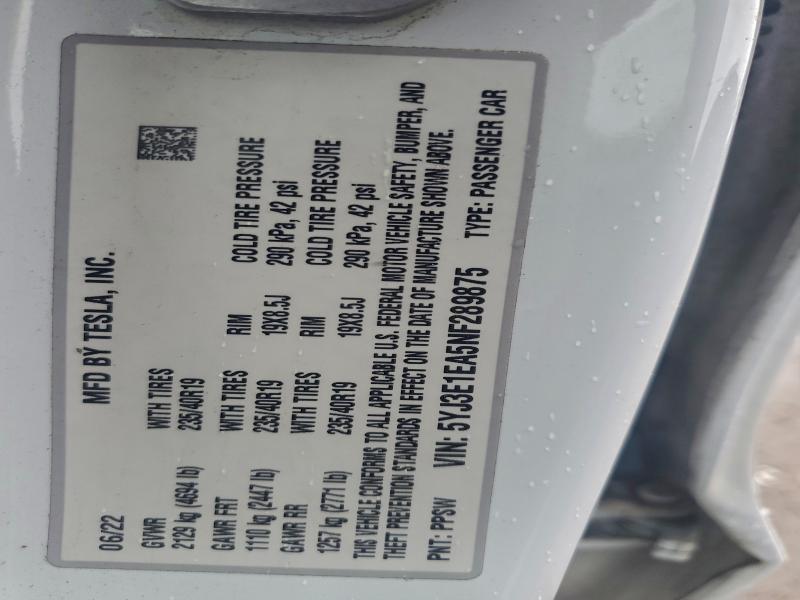 MFD BY TESLA, INC.
06/22
GVWR WITH TIRES RIM COLD TIRE PRESSURE
2129 kg (4694 lb) 235/40R19 19X8.5J 290 kPa, 42 psi
GAWR FRT WITH TIRES RIM COLD TIRE PRESSURE
1110 kg (2447 lb) 235/40R19 19X8.5J 290 kPa, 42 psi
GAWR RR WITH TIRES
1257 kg (2771 lb) 235/40R19
THIS VEHICLE CONFORMS TO ALL APPLICABLE U.S. FEDERAL MOTOR VEHICLE SAFETY, BUMPER, AND
THEFT PREVENTION STANDARDS IN EFFECT ON THE DATE OF MANUFACTURE SHOWN ABOVE.
PNT: PPSW VIN: 5YJ3E1EA5NF289875 TYPE: PASSENGER CAR